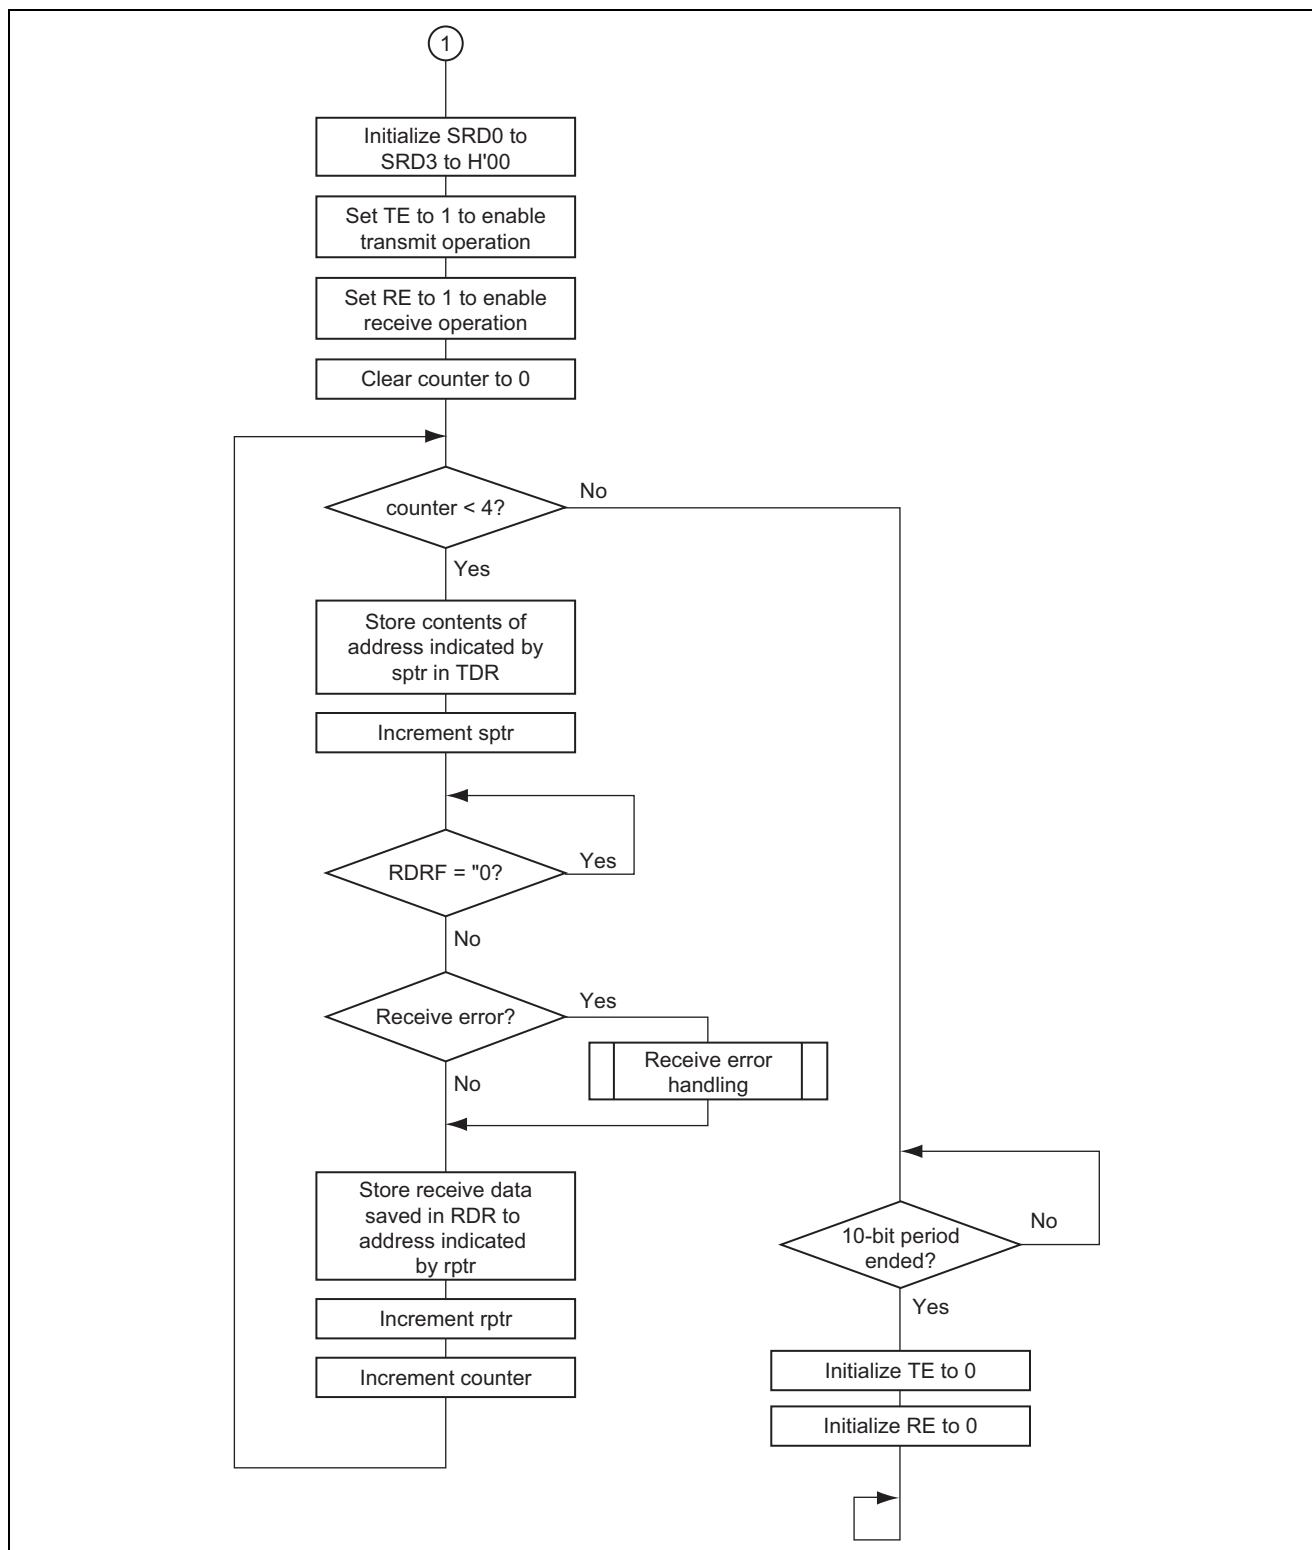 1
Initialize SRD0 to
SRD3 to H'00
Set TE to 1 to enable
transmit operation
Set RE to 1 to enable
receive operation
Clear counter to 0
counter < 4?
No
Yes
Store contents of
address indicated by
sptr in TDR
Increment sptr
RDRF = "0?
Yes
No
Receive error?
Yes
Receive error
handling
No
Store receive data
saved in RDR to
address indicated
by rptr
Increment rptr
Increment counter
10-bit period
ended?
No
Yes
Initialize TE to 0
Initialize RE to 0